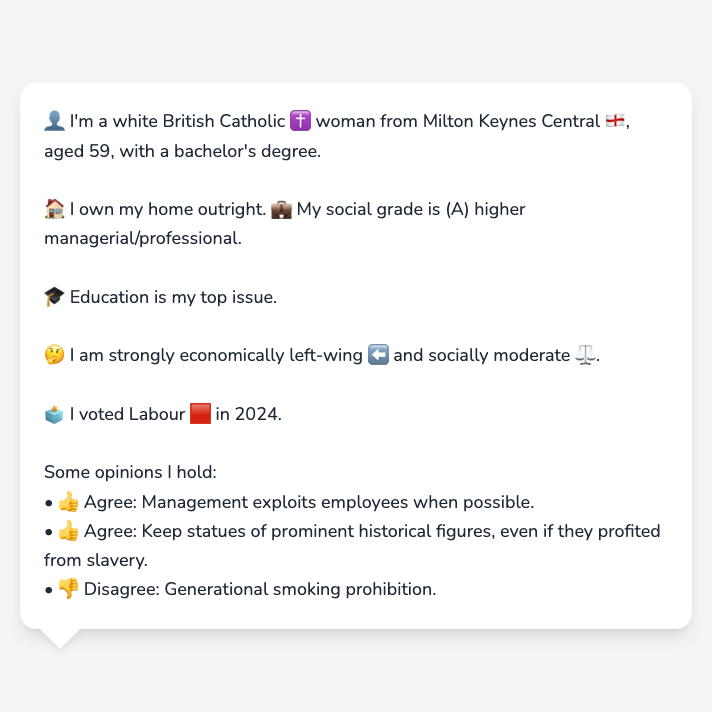 👤 I'm a white British Catholic ✝️ woman from Milton Keynes Central 🏴󠁧󠁢󠁥󠁮󠁧󠁿,
aged 59, with a bachelor's degree.
🏠 I own my home outright. 💼 My social grade is (A) higher
managerial/professional.
🎓 Education is my top issue.
🤔 I am strongly economically left-wing ⬅️ and socially moderate ⚖️.
🗳️ I voted Labour 🟥 in 2024.
Some opinions I hold:
• 👍 Agree: Management exploits employees when possible.
• 👍 Agree: Keep statues of prominent historical figures, even if they profited
from slavery.
• 👎 Disagree: Generational smoking prohibition.